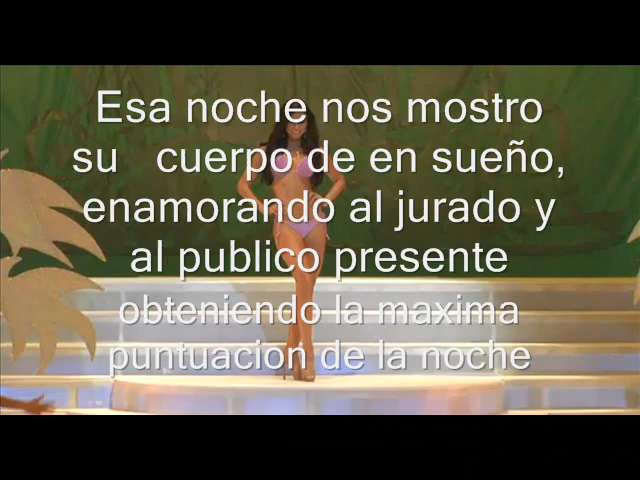 Esa noche nos mostro
su cuerpo de en sueño,
enamorando al jurado y
al publico presente
obteniendo la maxima
puntuacion de la noche